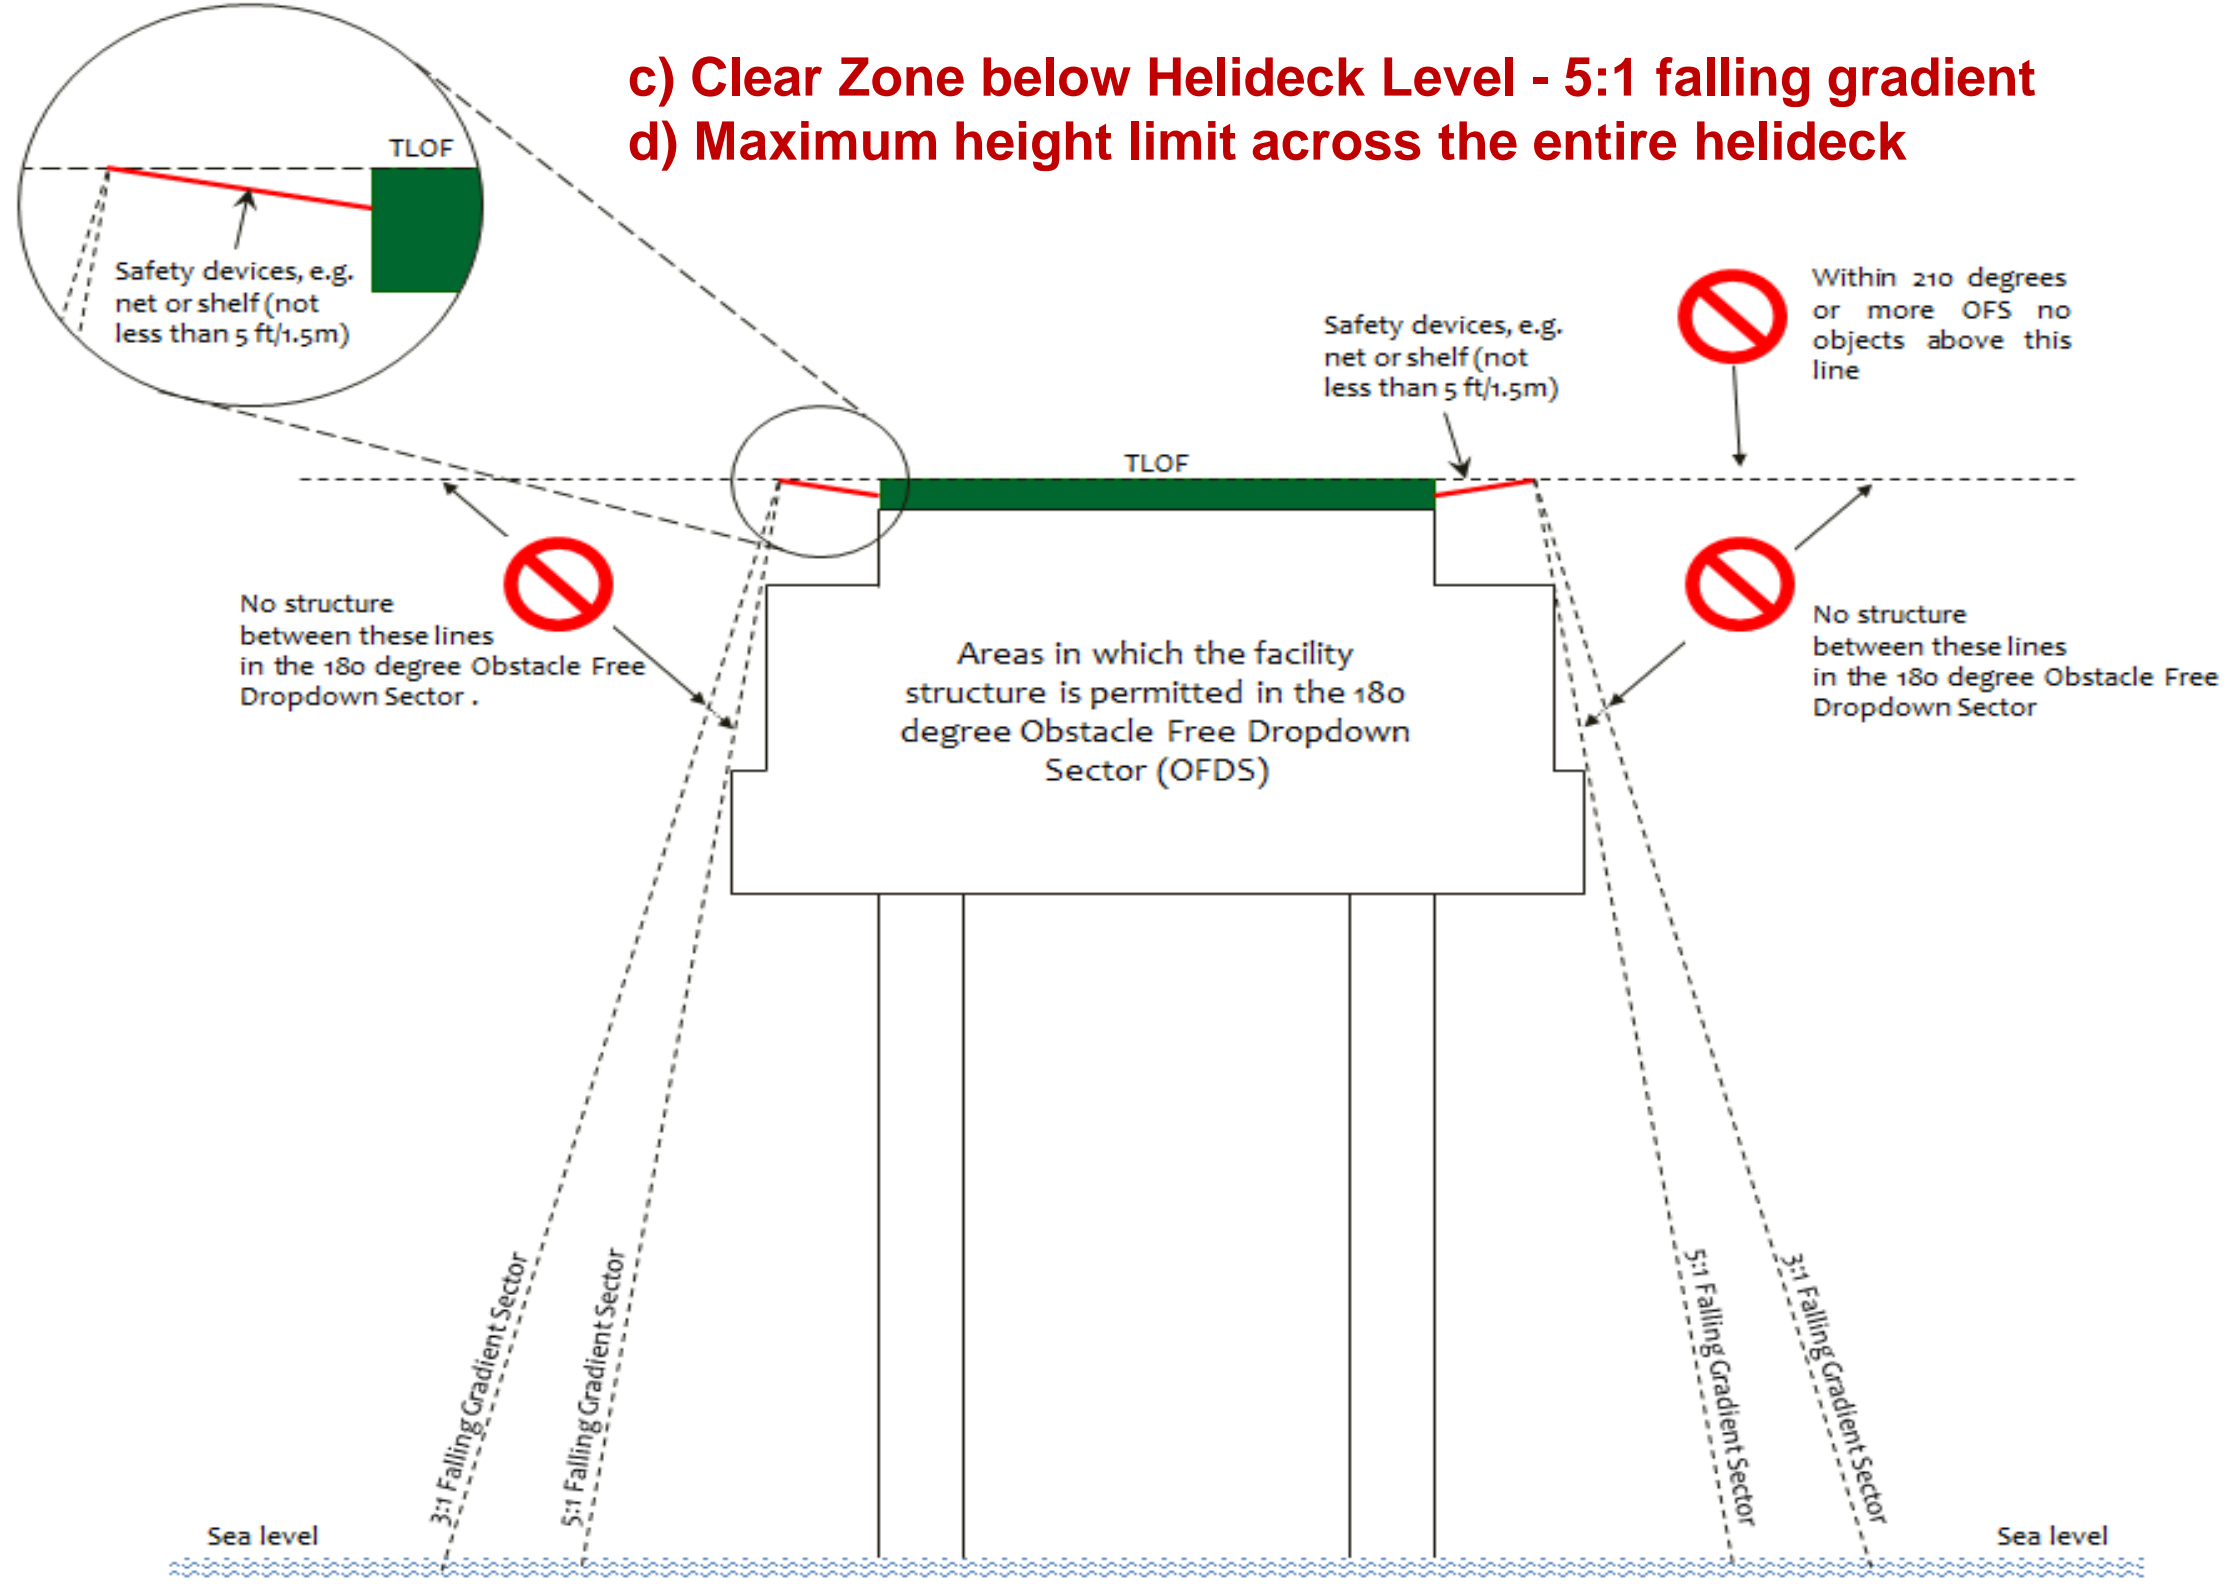 c) Clear Zone below Helideck Level - 5:1 falling gradient
d) Maximum height limit across the entire helideck
TLOF
Safety devices, e.g.
net or shelf (not
less than 5 ft/1.5m)
Safety devices, e.g.
net or shelf (not
less than 5 ft/1.5m)
Within 210 degrees
or more OFS no
objects above this
line
TLOF
No structure
between these lines
in the 180 degree Obstacle Free
Dropdown Sector .
Areas in which the facility
structure is permitted in the 180
degree Obstacle Free Dropdown
Sector (OFDS)
No structure
between these lines
in the 180 degree Obstacle Free
Dropdown Sector
3:1 Falling Gradient Sector
5:1 Falling Gradient Sector
5:1 Falling Gradient Sector
3:1 Falling Gradient Sector
Sea level
Sea level